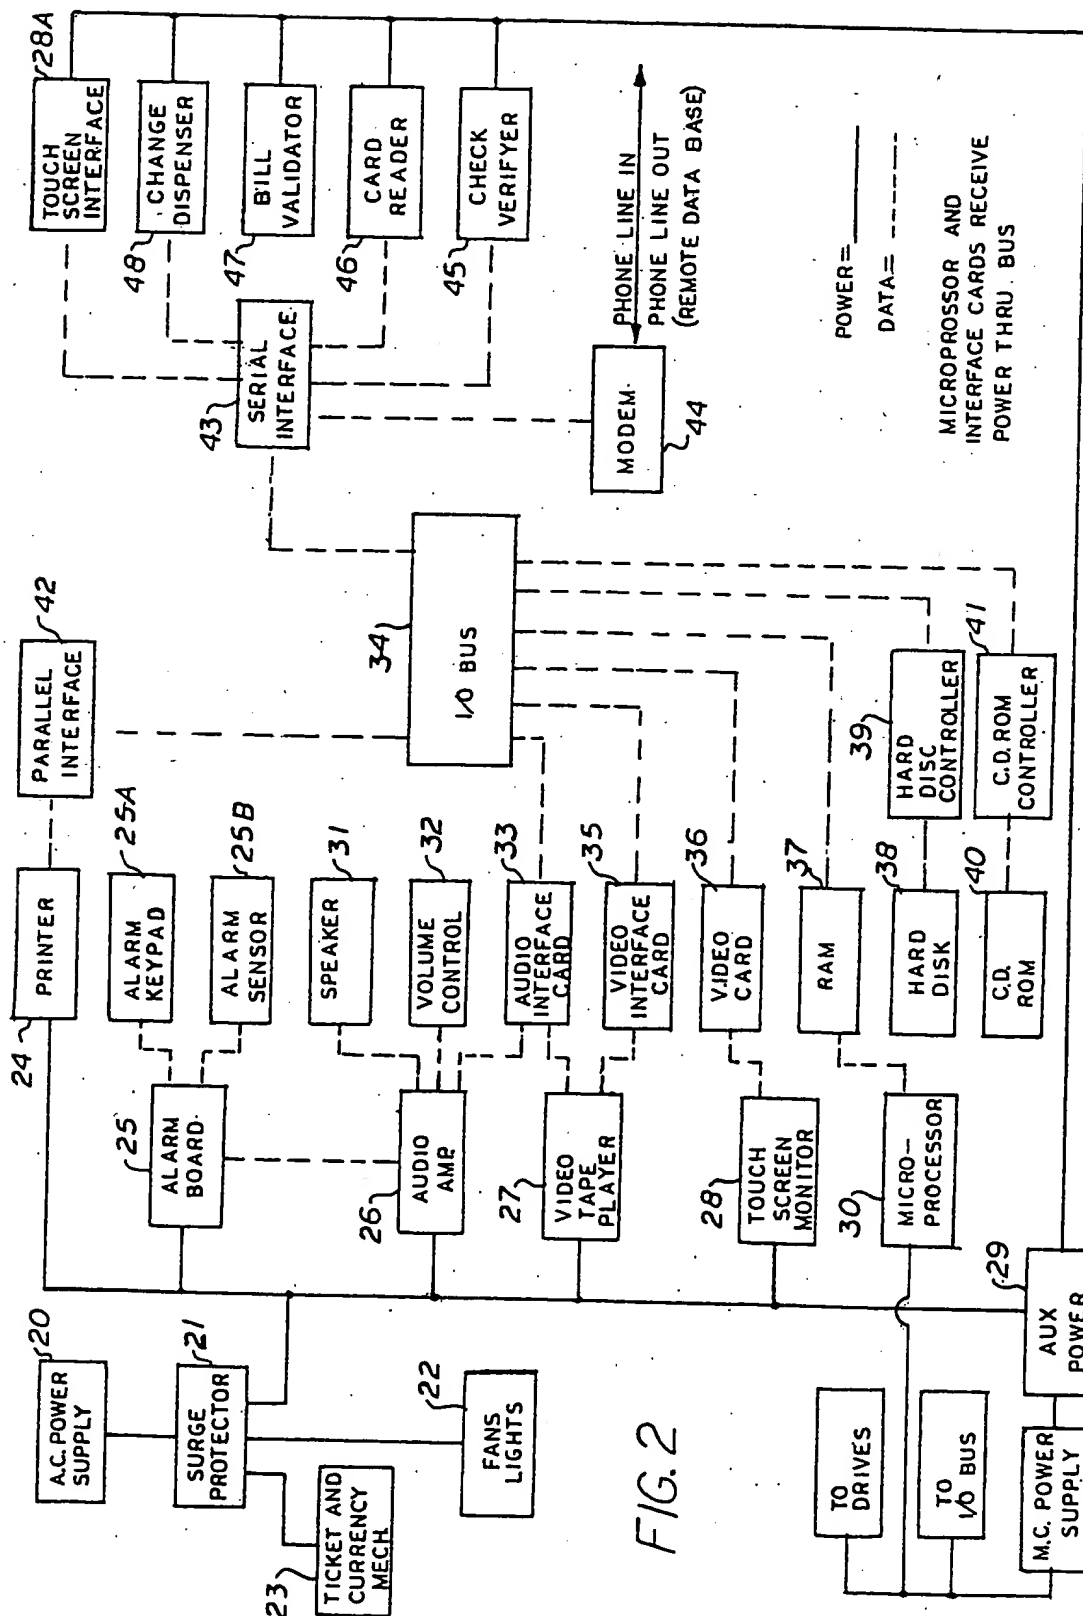 20
A.C. POWER
SUPPLY
21
SURGE
PROTECTOR
23
TICKET AND
CURRENCY
MECH.
22
FANS
LIGHTS
24
PRINTER
42
PARALLEL
INTERFACE
25
ALARM
BOARD
25A
ALARM
KEYPAD
25B
ALARM
SENSOR
26
AUDIO
AMP.
31
SPEAKER
32
VOLUME
CONTROL
33
AUDIO
INTERFACE
CARD
27
VIDEO
TAPE
PLAYER
35
VIDEO
INTERFACE
CARD
28
TOUCH
SCREEN
MONITOR
36
VIDEO
CARD
30
MICRO-
PROCESSOR
37
RAM
38
HARD
DISK
39
HARD
DISC
CONTROLLER
40
C.D.
ROM
41
C.D. ROM
CONTROLLER
34
I/O BUS
43
SERIAL
INTERFACE
28A
TOUCH
SCREEN
INTERFACE
48
CHANGE
DISPENSER
47
BILL
VALIDATOR
46
CARD
READER
45
CHECK
VERIFYER
44
MODEM
PHONE LINE IN
PHONE LINE OUT
(REMOTE DATA BASE)
POWER=
DATA=
MICROPROSSOR AND
INTERFACE CARDS RECEIVE
POWER THRU BUS
29
AUX
POWER
TO
DRIVES
TO
I/O BUS
M.C. POWER
SUPPLY
FIG. 2